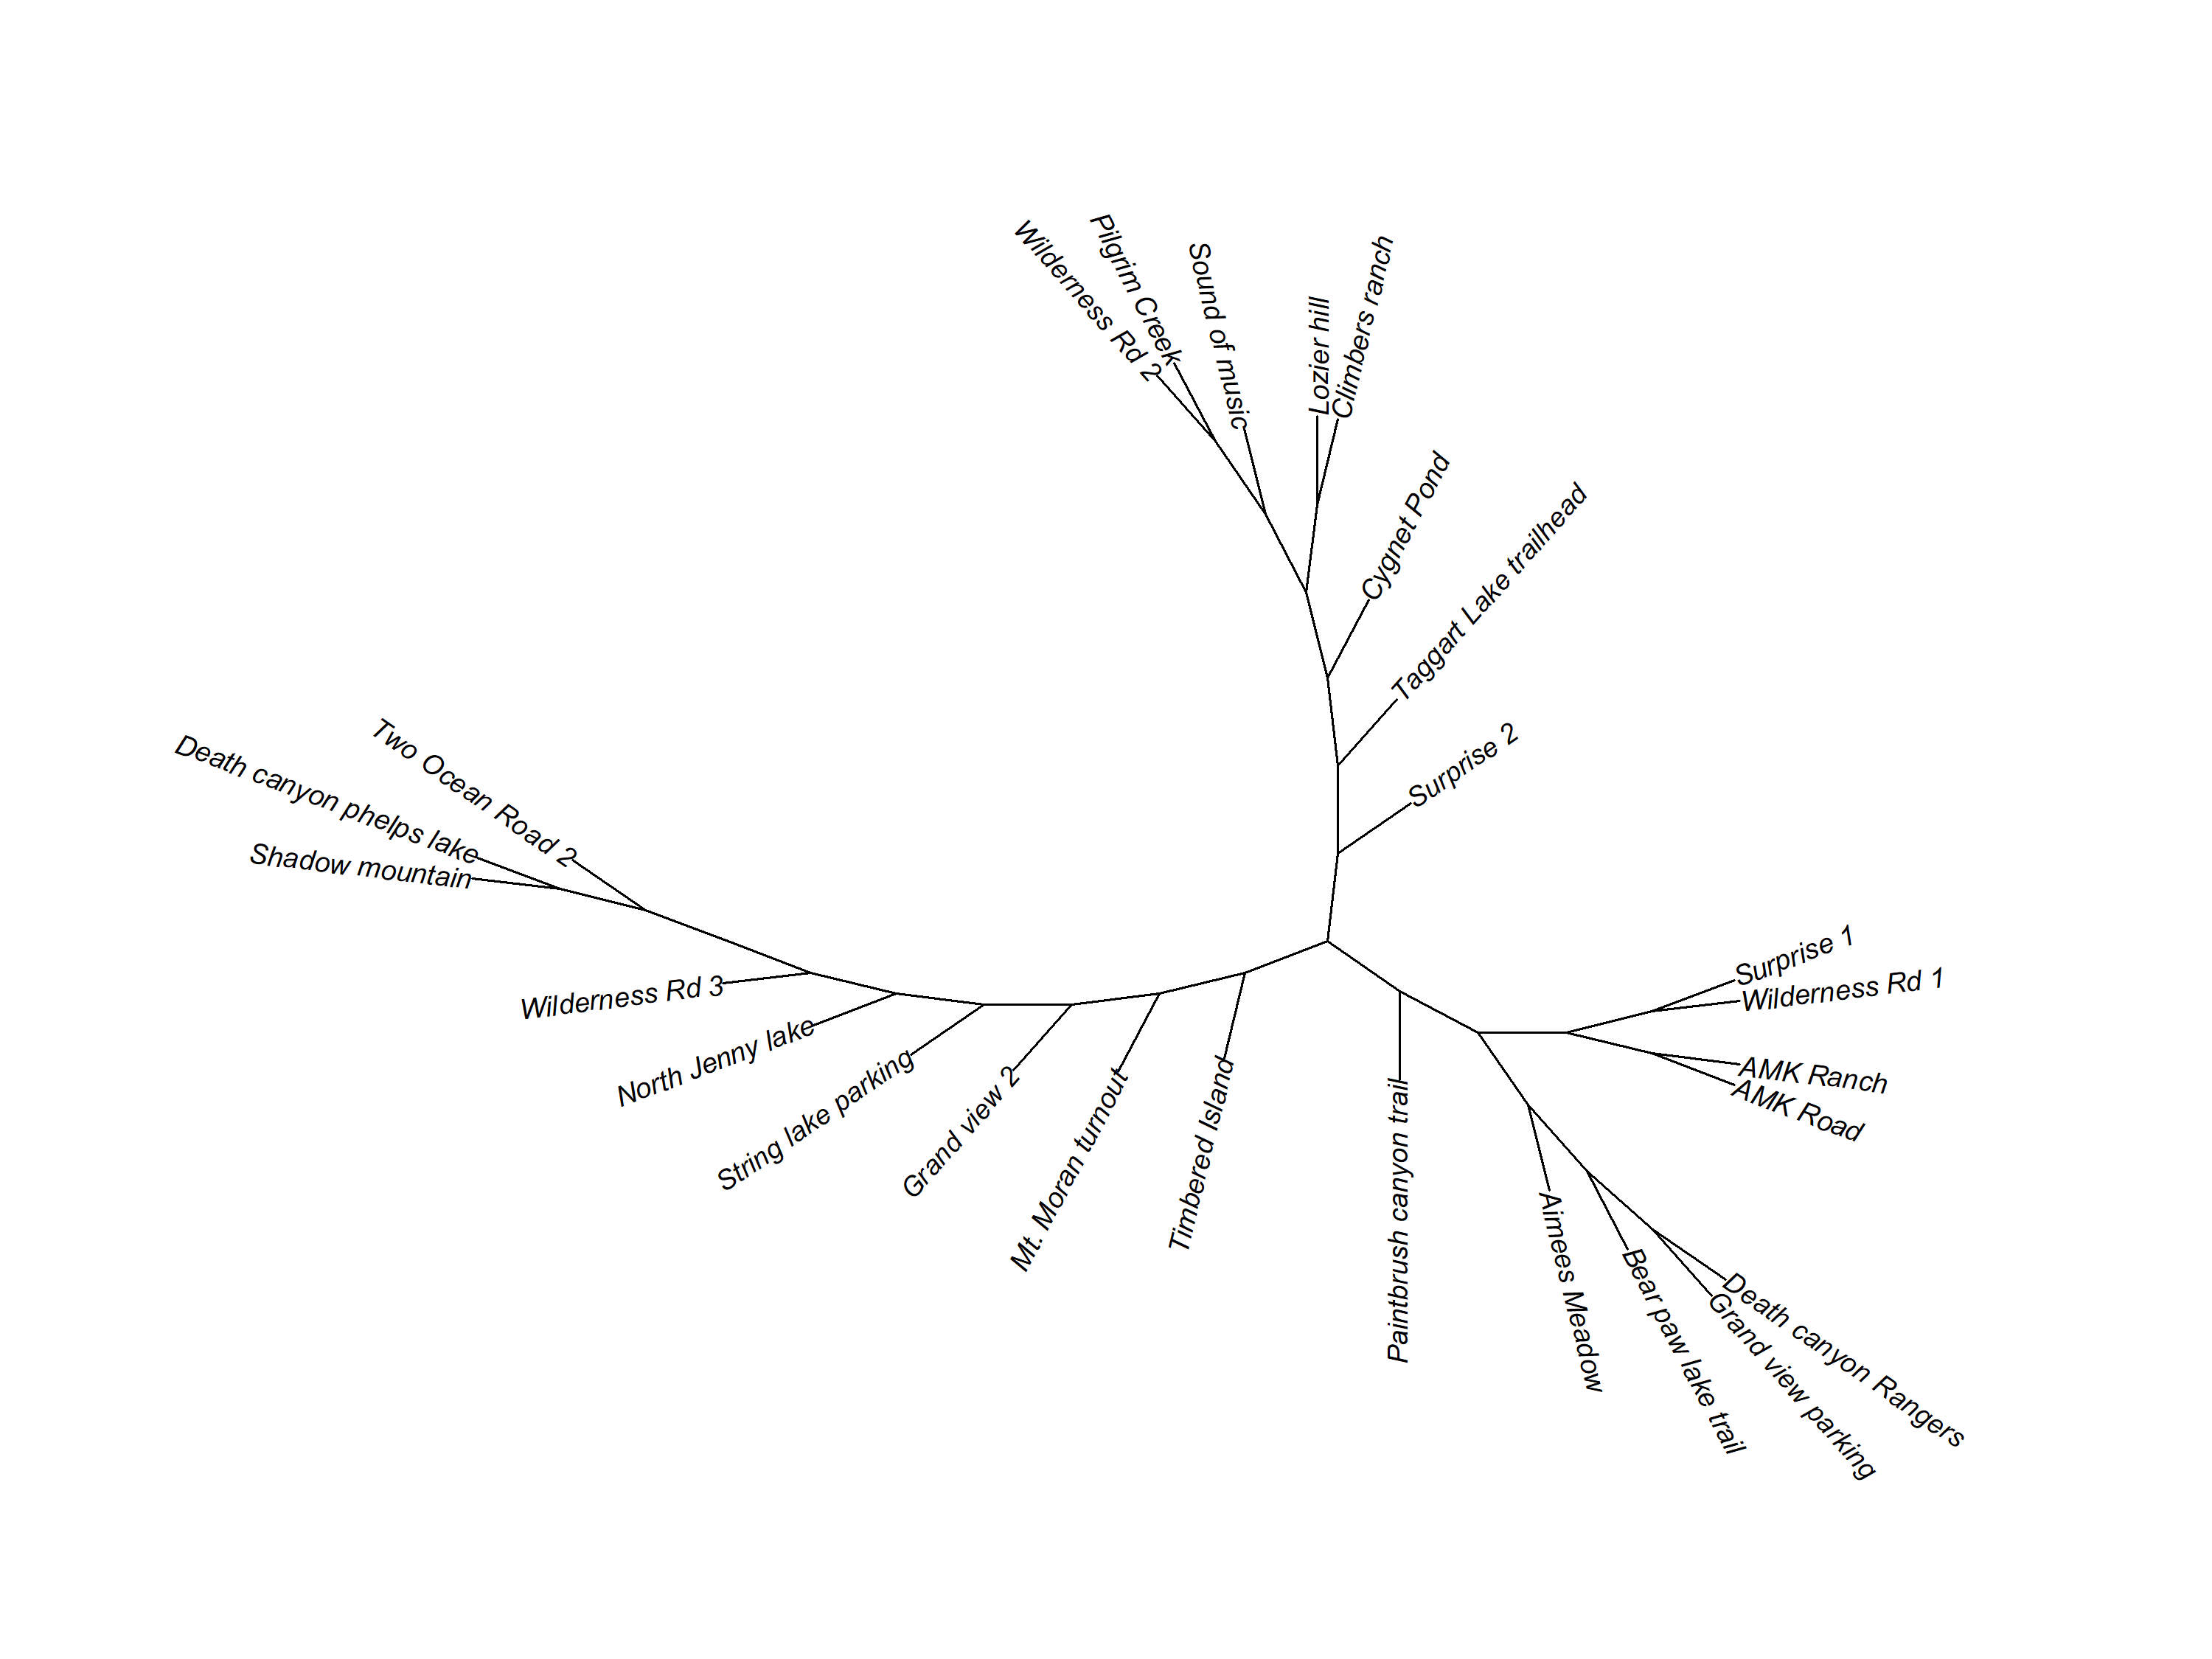 Wilderness Rd 2
Pilgrim Creek
Sound of music
Lozier hill
Climbers ranch
Cygnet Pond
Taggart Lake trailhead
Surprise 2
Two Ocean Road 2
Death canyon phelps lake
Shadow mountain
Wilderness Rd 3
North Jenny lake
String lake parking
Grand view 2
Mt. Moran turnout
Timbered Island
Paintbrush canyon trail
Surprise 1
Wilderness Rd 1
AMK Ranch
AMK Road
Aimees Meadow
Bear paw lake trail
Death canyon Rangers
Grand view parking